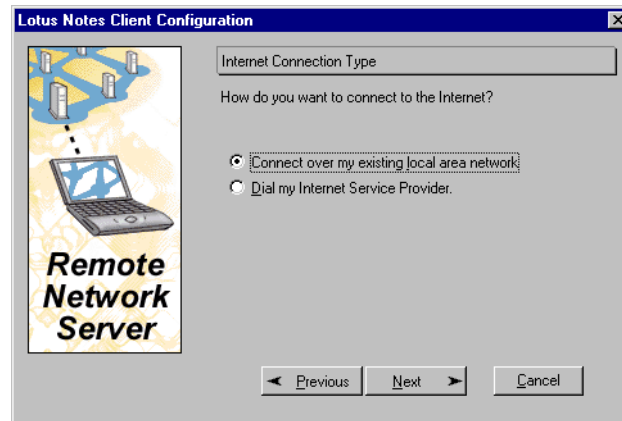 Lotus Notes Client Configuration
Internet Connection Type
How do you want to connect to the Internet?
Connect over my existing local area network
Dial my Internet Service Provider.
Remote
Network
Server
Previous
Next
Cancel